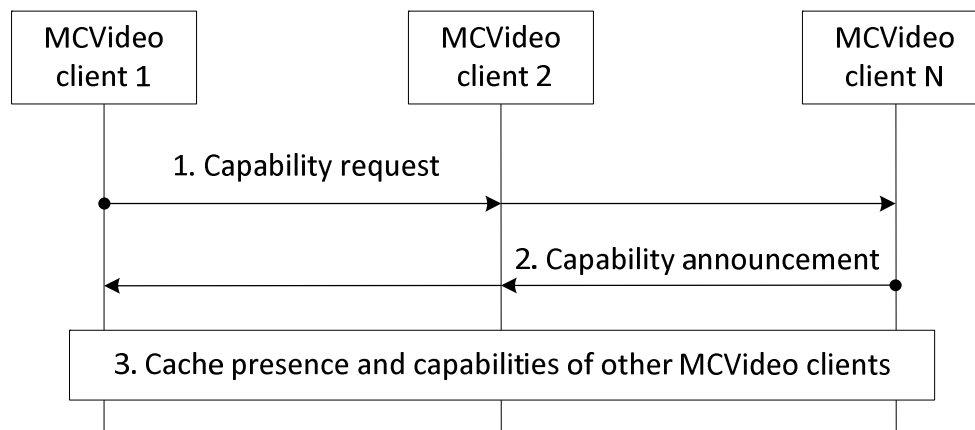 MCVideo
client 1
MCVideo
client 2
MCVideo
client N
1. Capability request
2. Capability announcement
3. Cache presence and capabilities of other MCVideo clients